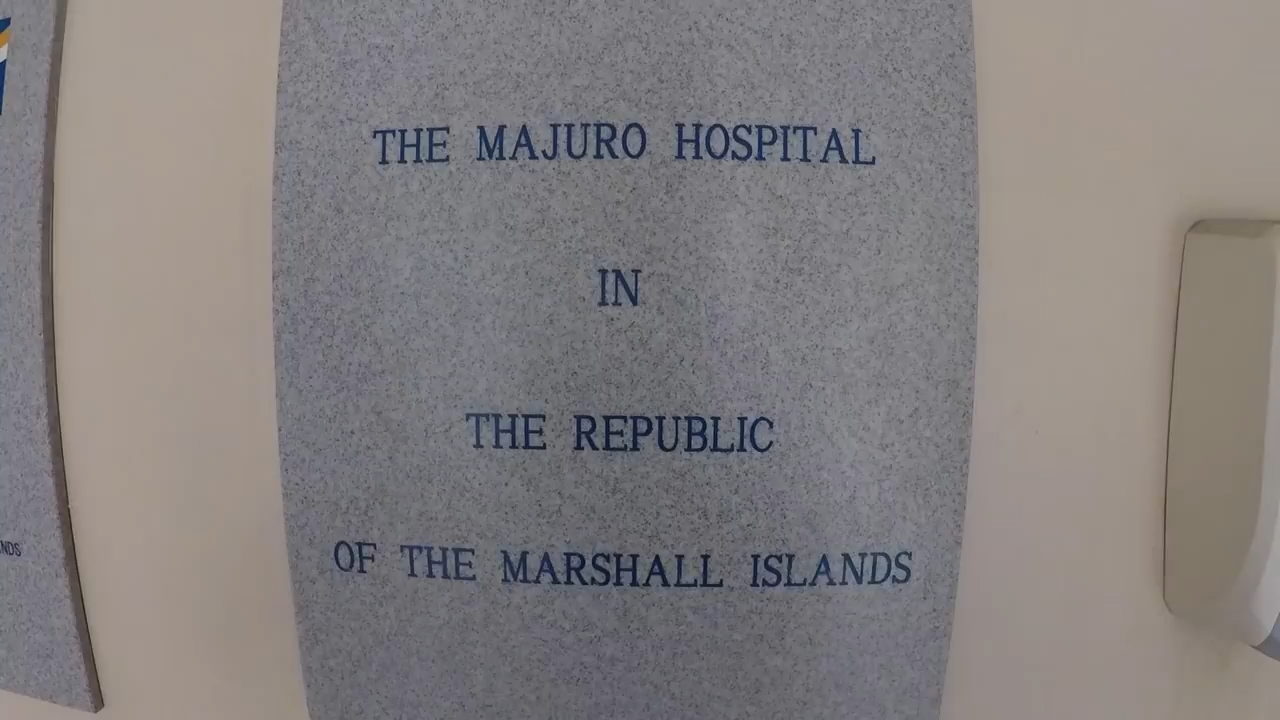 THE MAJURO HOSPITAL
IN
THE REPUBLIC
OF THE MARSHALL ISLANDS